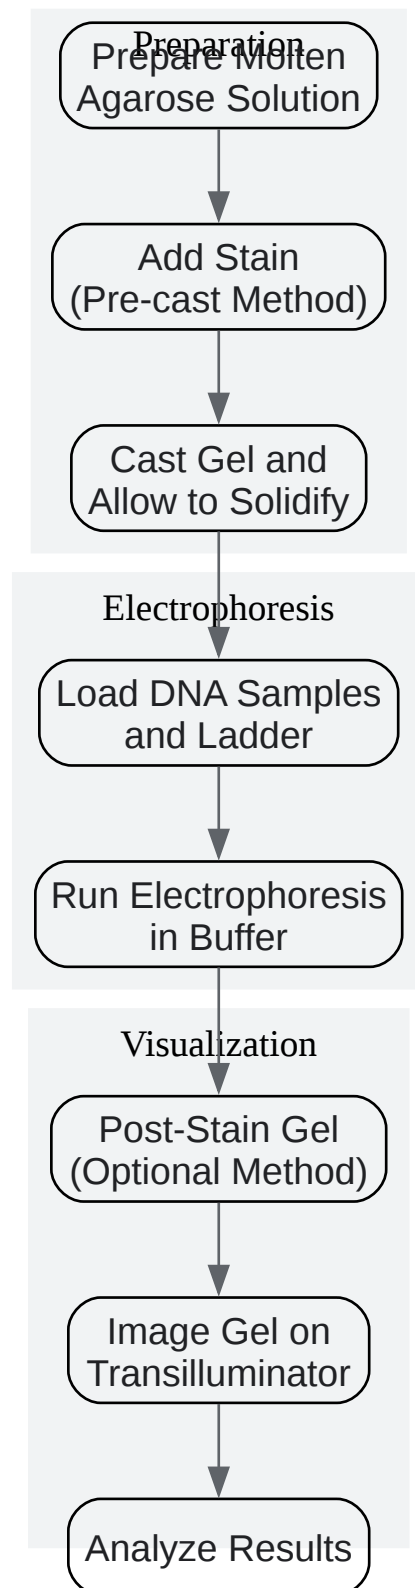 Preparation
Prepare Molten
Agarose Solution
Add Stain
(Pre-cast Method)
Cast Gel and
Allow to Solidify
Electrophoresis
Load DNA Samples
and Ladder
Run Electrophoresis
in Buffer
Visualization
Post-Stain Gel
(Optional Method)
Image Gel on
Transilluminator
Analyze Results